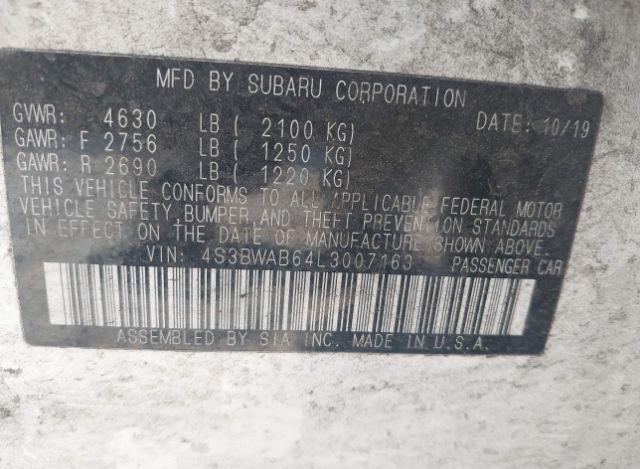 MFD BY SUBARU CORPORATION
GVWR: 4630 LB ( 2100 KG) DATE: 10/19
GAWR: F 2756 LB ( 1250 KG)
GAWR: R 2690 LB ( 1220 KG)
THIS VEHICLE CONFORMS TO ALL APPLICABLE FEDERAL MOTOR
VEHICLE SAFETY, BUMPER AND THEFT PREVENTION STANDARDS
IN EFFECT ON THE DATE OF MANUFACTURE SHOWN ABOVE.
VIN: 4S3BWAB64L3007163 PASSENGER CAR
ASSEMBLED BY SIA INC. MADE IN U.S.A.